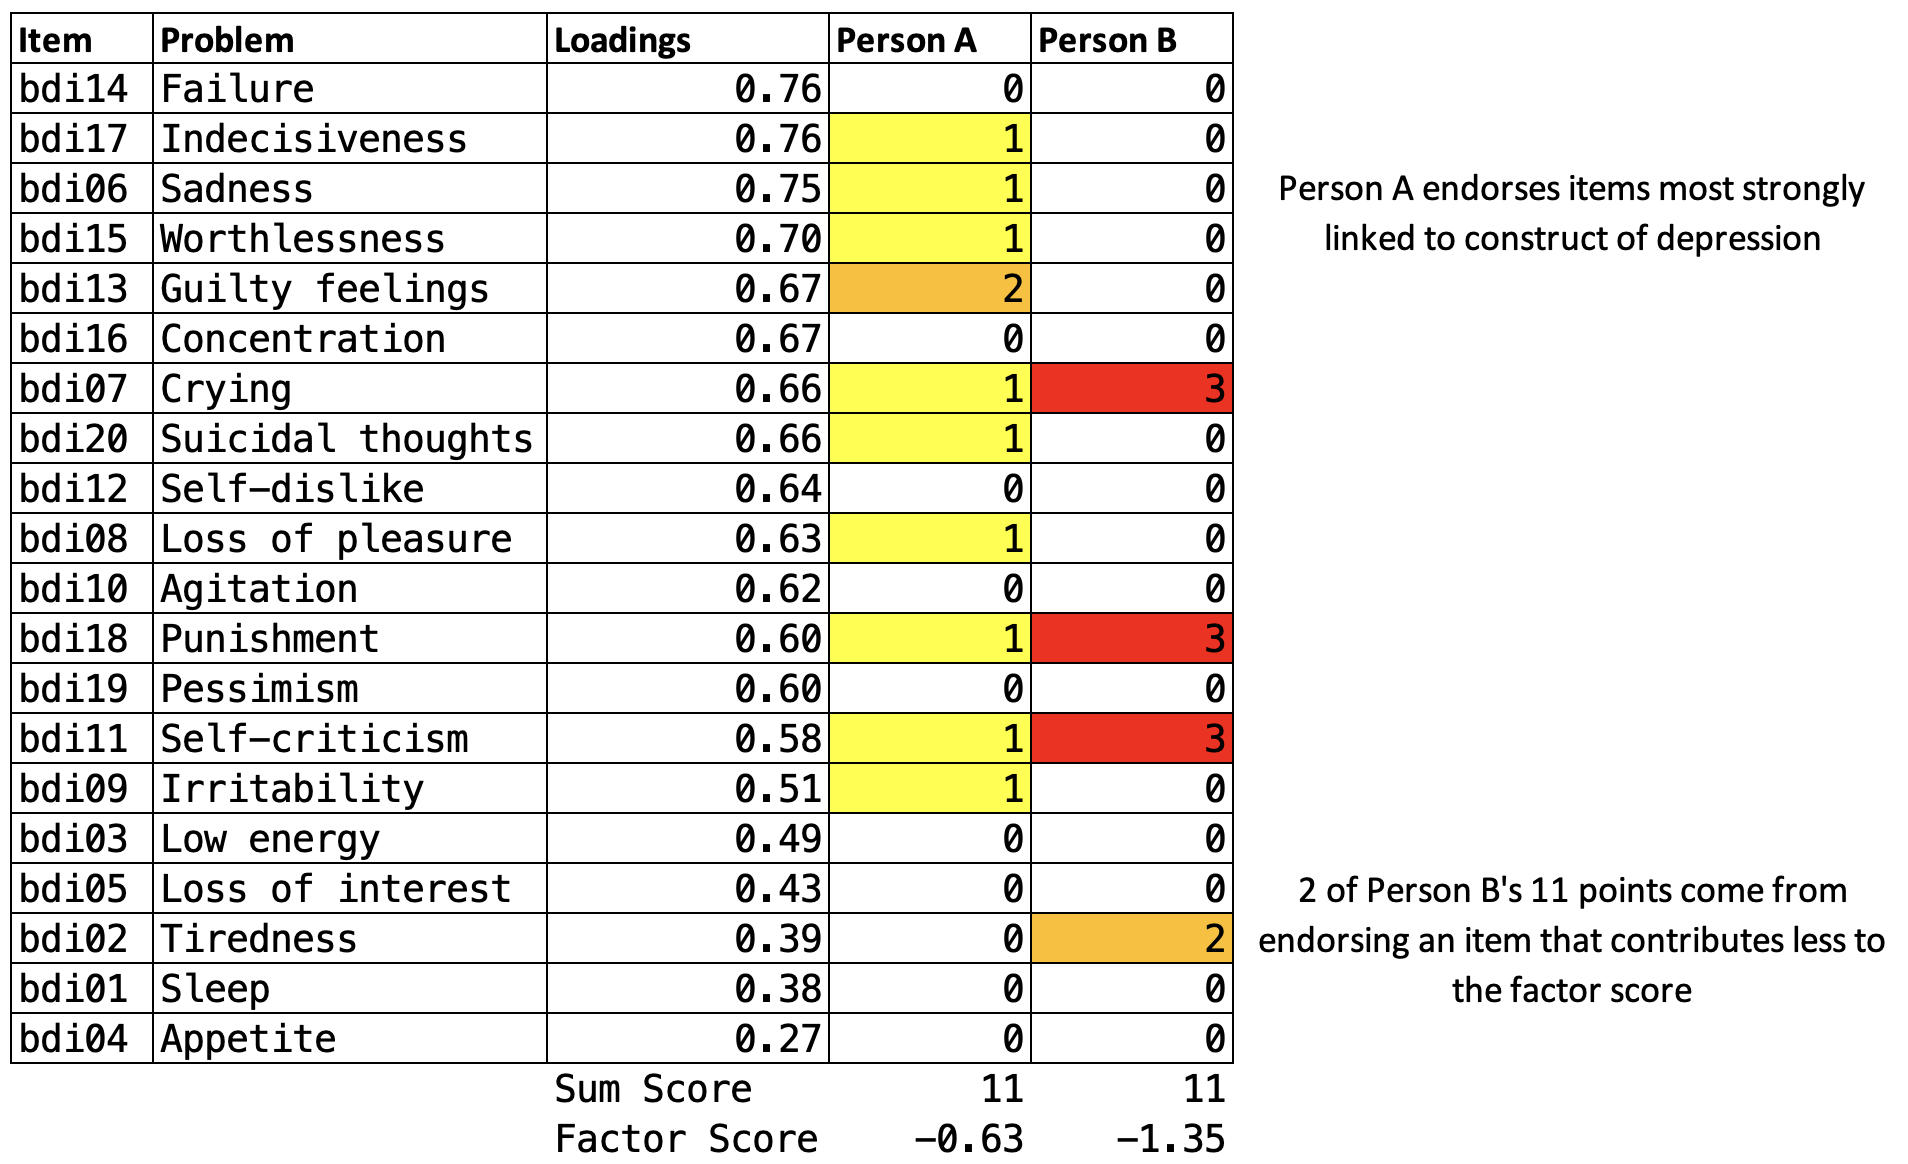 Item Problem Loadings Person A Person B
bdi14 Failure 0.76 0 0
bdi17 Indecisiveness 0.76 1 0
bdi06 Sadness 0.75 1 0
Person A endorses items most strongly
bdi15 Worthlessness 0.70 1 0
linked to construct of depression
bdi13 Guilty feelings 0.67 2 0
bdi16 Concentration 0.67 0 0
bdi07 Crying 0.66 1 3
bdi20 Suicidal thoughts 0.66 1 0
bdi12 Self-dislike 0.64 0 0
bdi08 Loss of pleasure 0.63 1 0
bdi10 Agitation 0.62 0 0
bdi18 Punishment 0.60 1 3
bdi19 Pessimism 0.60 0 0
bdi11 Self-criticism 0.58 1 3
bdi09 Irritability 0.51 1 0
bdi03 Low energy 0.49 0 0
bdi05 Loss of interest 0.43 0 0
2 of Person B's 11 points come from
bdi02 Tiredness 0.39 0 2
endorsing an item that contributes less to
bdi01 Sleep 0.38 0 0
the factor score
bdi04 Appetite 0.27 0 0
Sum Score 11 11
Factor Score -0.63 -1.35